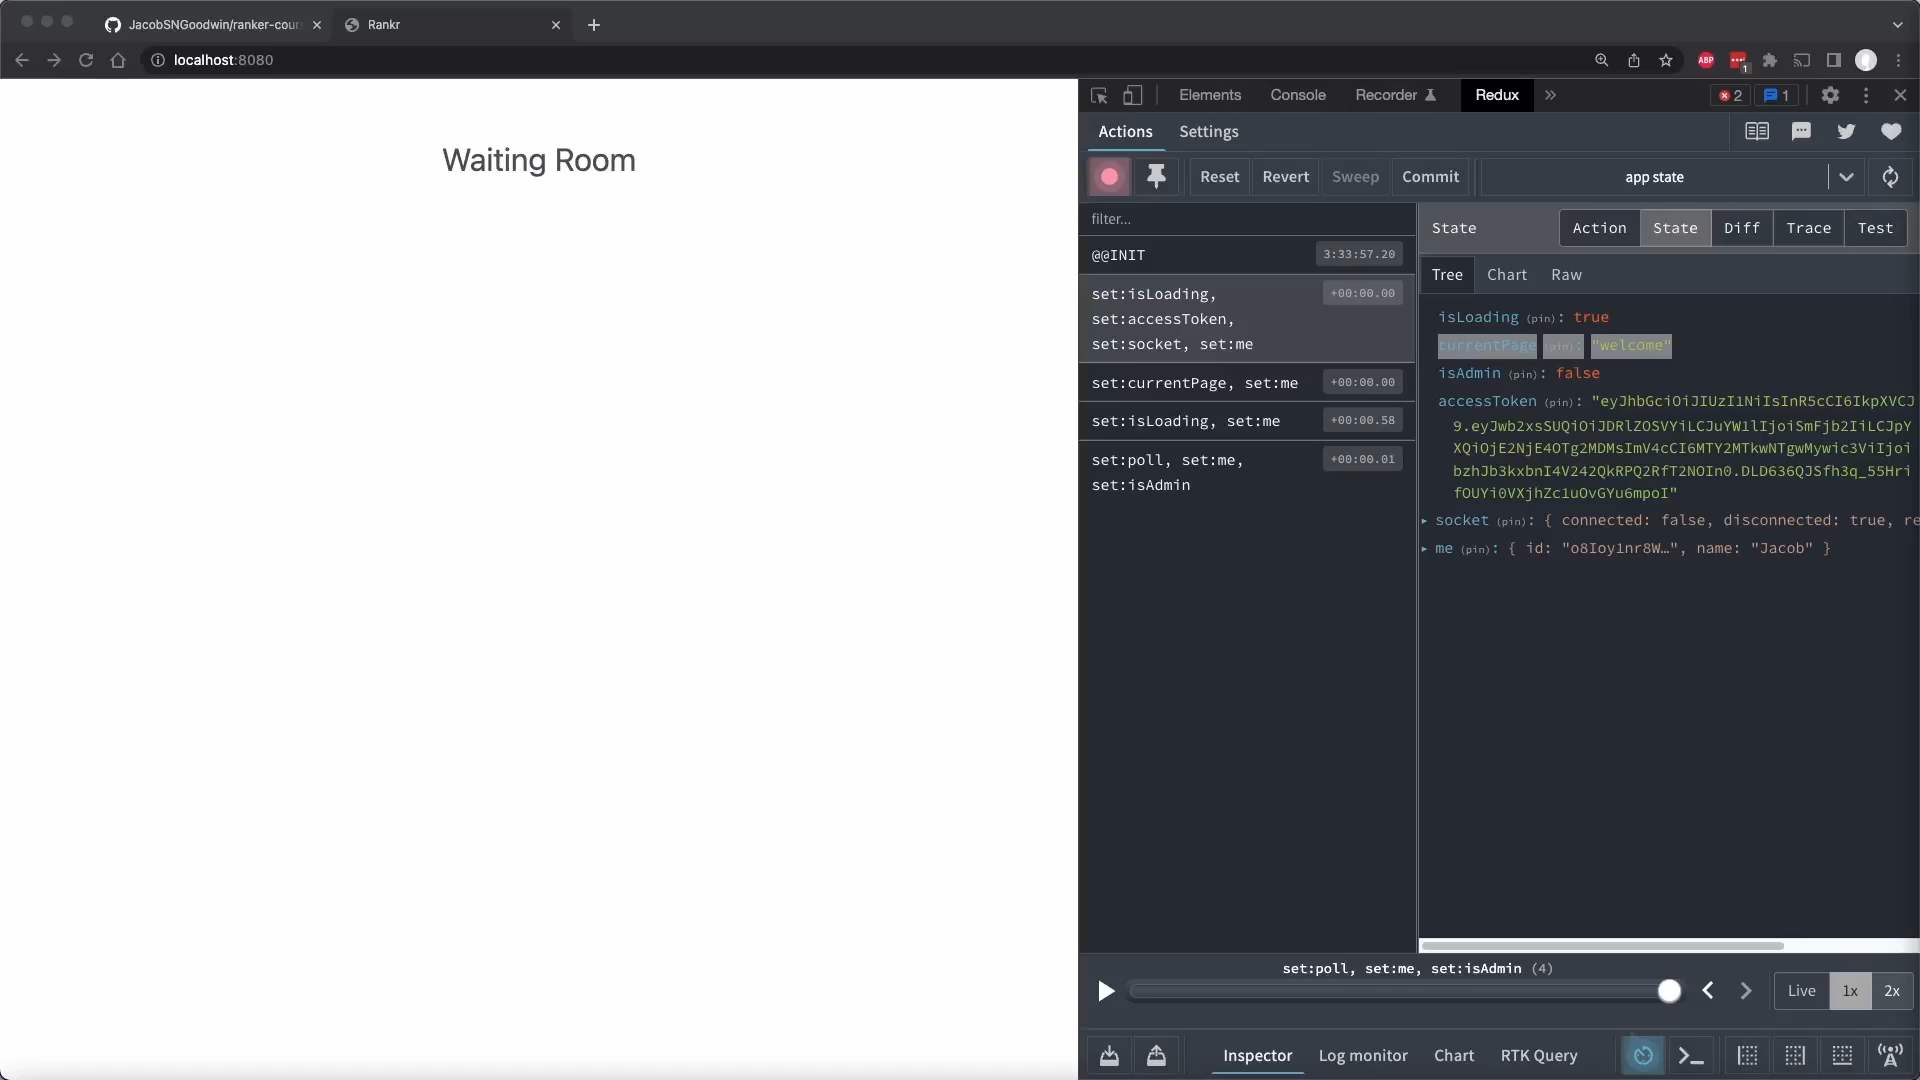 JacobSNGoodwin/ranker-cour
Rankr
localhost:8080
ABP
1
Waiting Room
Elements
Console
Recorder
Redux
2
1
Actions
Settings
Reset
Revert
Sweep
Commit
app state
filter...
@@INIT
3:33:57.20
set:isLoading,
set:accessToken,
set:socket, set:me
+00:00.00
set:currentPage, set:me
+00:00.00
set:isLoading, set:me
+00:00.58
set:poll, set:me,
set:isAdmin
+00:00.01
State
Action
State
Diff
Trace
Test
Tree
Chart
Raw
isLoading (pin): true
currentPage (pin): "welcome"
isAdmin (pin): false
accessToken (pin): "eyJhbGciOiJIUzI1NiIsInR5cCI6IkpXVCJ
9.eyJwb2xsSUQiOiJDRlZOSVYiLCJuYW1lIjoiSmFjb2IiLCJpY
XQiOjE2NjE4OTg2MDMsImV4cCI6MTY2MTkwNTgwMywic3ViIjoi
bzhJb3kxbnI4V242QkRPQ2RfT2NOIn0.DLD636QJSfh3q_55Hri
fOUYi0VXjhZc1uOvGYu6mpoI"
socket (pin): { connected: false, disconnected: true, re
me (pin): { id: "o8Ioy1nr8W…", name: "Jacob" }
set:poll, set:me, set:isAdmin (4)
Live
1x
2x
Inspector
Log monitor
Chart
RTK Query